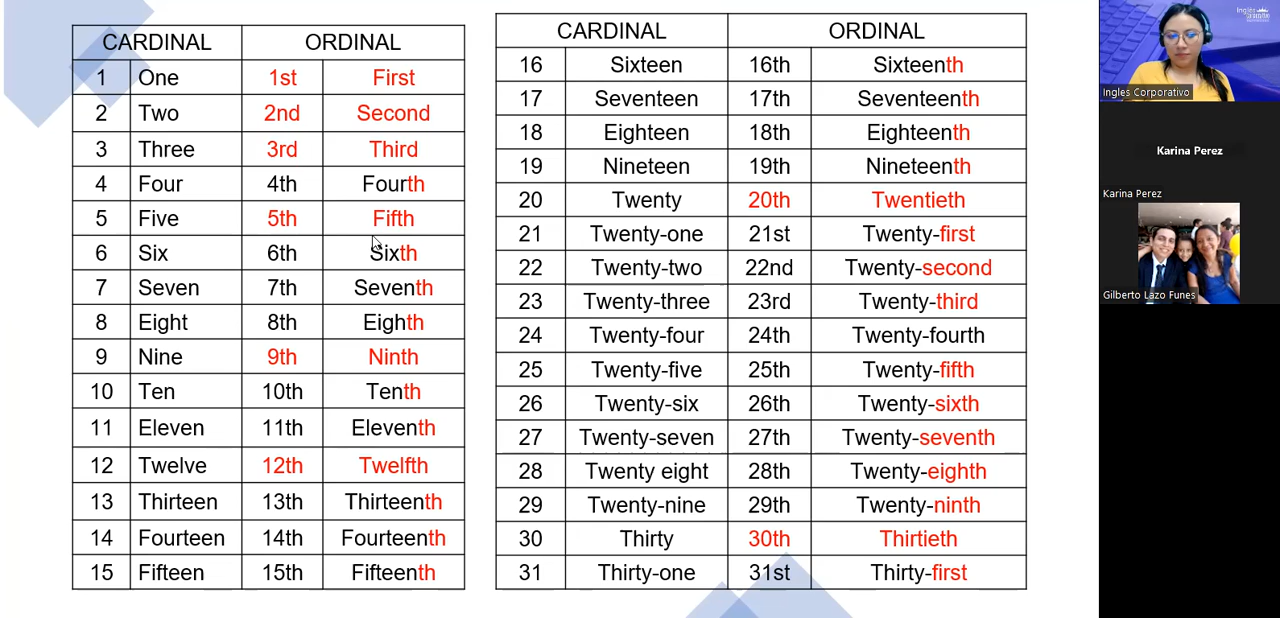 CARDINAL ORDINAL
1 One 1st First
2 Two 2nd Second
3 Three 3rd Third
4 Four 4th Fourth
5 Five 5th Fifth
6 Six 6th Sixth
7 Seven 7th Seventh
8 Eight 8th Eighth
9 Nine 9th Ninth
10 Ten 10th Tenth
11 Eleven 11th Eleventh
12 Twelve 12th Twelfth
13 Thirteen 13th Thirteenth
14 Fourteen 14th Fourteenth
15 Fifteen 15th Fifteenth
CARDINAL ORDINAL
16 Sixteen 16th Sixteenth
17 Seventeen 17th Seventeenth
18 Eighteen 18th Eighteenth
19 Nineteen 19th Nineteenth
20 Twenty 20th Twentieth
21 Twenty-one 21st Twenty-first
22 Twenty-two 22nd Twenty-second
23 Twenty-three 23rd Twenty-third
24 Twenty-four 24th Twenty-fourth
25 Twenty-five 25th Twenty-fifth
26 Twenty-six 26th Twenty-sixth
27 Twenty-seven 27th Twenty-seventh
28 Twenty eight 28th Twenty-eighth
29 Twenty-nine 29th Twenty-ninth
30 Thirty 30th Thirtieth
31 Thirty-one 31st Thirty-first
Inglés
Ingles Corporativo
Karina Perez
Karina Perez
Gilberto Lazo Funes